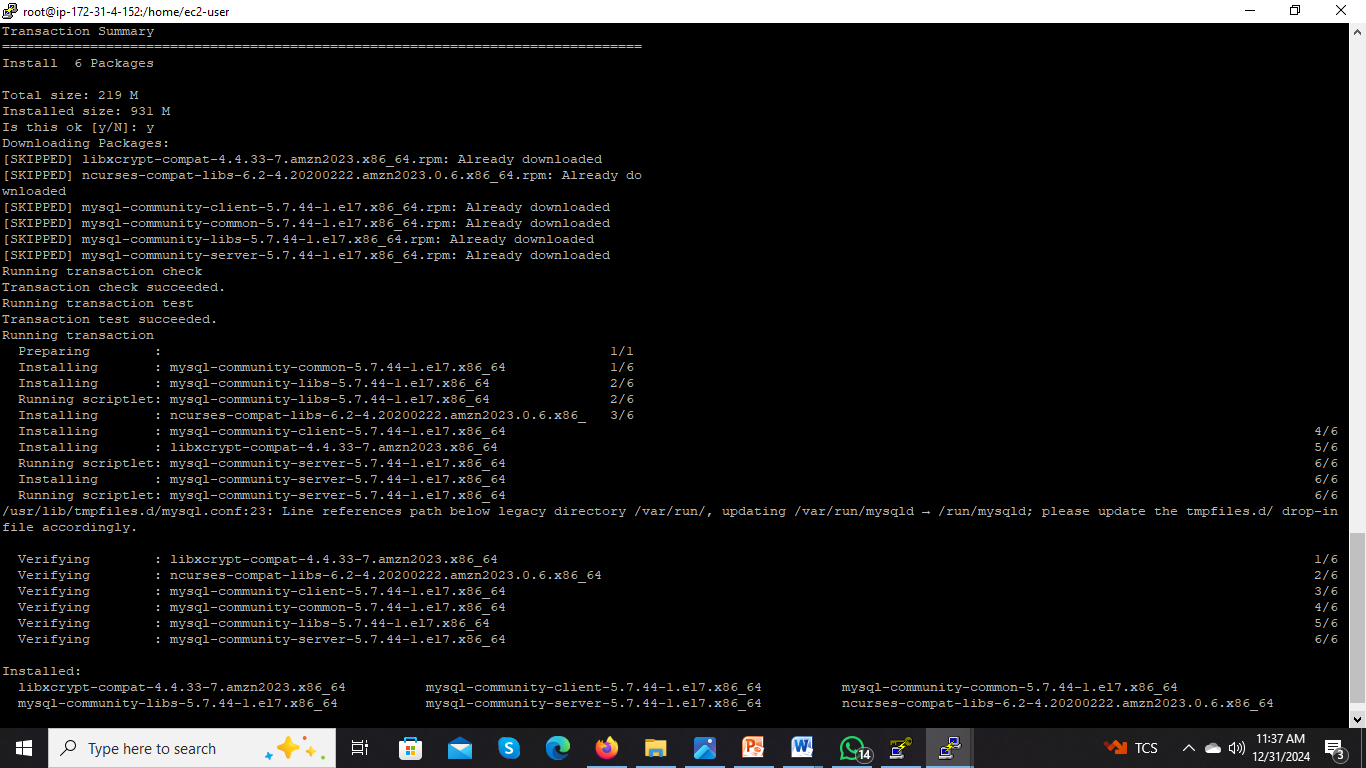 root@ip-172-31-4-152:/home/ec2-user
Transaction Summary
================================================================================
Install  6 Packages
Total size: 219 M
Installed size: 931 M
Is this ok [y/N]: y
Downloading Packages:
[SKIPPED] libxcrypt-compat-4.4.33-7.amzn2023.x86_64.rpm: Already downloaded
[SKIPPED] ncurses-compat-libs-6.2-4.20200222.amzn2023.0.6.x86_64.rpm: Already do
wnloaded
[SKIPPED] mysql-community-client-5.7.44-1.el7.x86_64.rpm: Already downloaded
[SKIPPED] mysql-community-common-5.7.44-1.el7.x86_64.rpm: Already downloaded
[SKIPPED] mysql-community-libs-5.7.44-1.el7.x86_64.rpm: Already downloaded
[SKIPPED] mysql-community-server-5.7.44-1.el7.x86_64.rpm: Already downloaded
Running transaction check
Transaction check succeeded.
Running transaction test
Transaction test succeeded.
Running transaction
  Preparing        :                                                        1/1
  Installing       : mysql-community-common-5.7.44-1.el7.x86_64             1/6
  Installing       : mysql-community-libs-5.7.44-1.el7.x86_64               2/6
  Running scriptlet: mysql-community-libs-5.7.44-1.el7.x86_64               2/6
  Installing       : ncurses-compat-libs-6.2-4.20200222.amzn2023.0.6.x86_   3/6
  Installing       : mysql-community-client-5.7.44-1.el7.x86_64   4/6
  Installing       : libxcrypt-compat-4.4.33-7.amzn2023.x86_64   5/6
  Running scriptlet: mysql-community-server-5.7.44-1.el7.x86_64   6/6
  Installing       : mysql-community-server-5.7.44-1.el7.x86_64   6/6
  Running scriptlet: mysql-community-server-5.7.44-1.el7.x86_64   6/6
/usr/lib/tmpfiles.d/mysql.conf:23: Line references path below legacy directory /var/run/, updating /var/run/mysqld → /run/mysqld; please update the tmpfiles.d/ drop-in
file accordingly.
  Verifying        : libxcrypt-compat-4.4.33-7.amzn2023.x86_64   1/6
  Verifying        : ncurses-compat-libs-6.2-4.20200222.amzn2023.0.6.x86_64   2/6
  Verifying        : mysql-community-client-5.7.44-1.el7.x86_64   3/6
  Verifying        : mysql-community-common-5.7.44-1.el7.x86_64   4/6
  Verifying        : mysql-community-libs-5.7.44-1.el7.x86_64   5/6
  Verifying        : mysql-community-server-5.7.44-1.el7.x86_64   6/6
Installed:
  libxcrypt-compat-4.4.33-7.amzn2023.x86_64   mysql-community-client-5.7.44-1.el7.x86_64   mysql-community-common-5.7.44-1.el7.x86_64
  mysql-community-libs-5.7.44-1.el7.x86_64   mysql-community-server-5.7.44-1.el7.x86_64   ncurses-compat-libs-6.2-4.20200222.amzn2023.0.6.x86_64
Type here to search
14
TCS
11:37 AM
12/31/2024
3